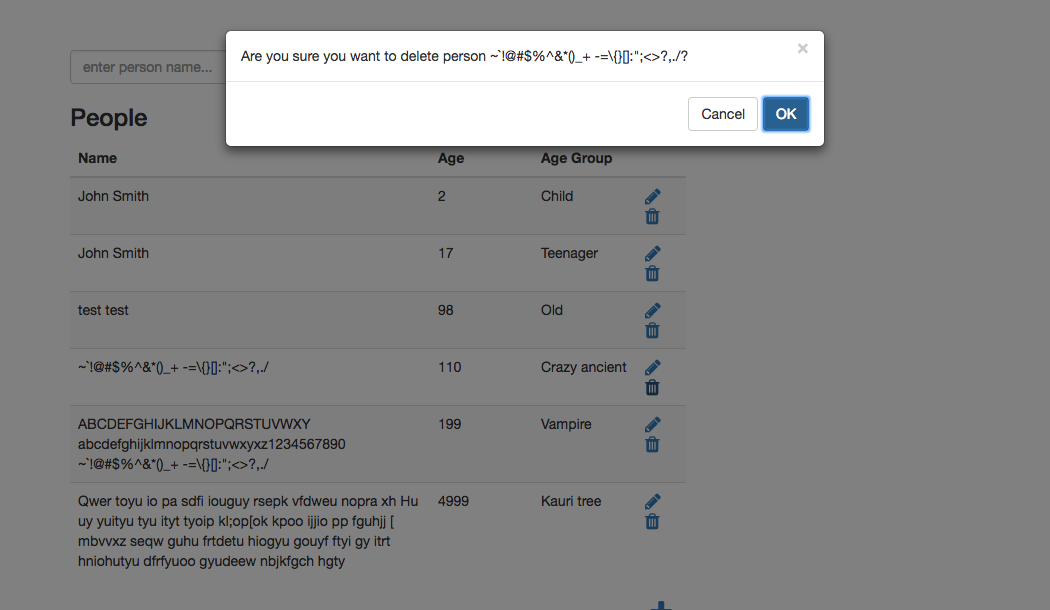 Are you sure you want to delete person ~`!@#$%^&*()_+ -=\{}[]:";<>?,./?
×
Cancel
OK
enter person name...
People
Name Age Age Group
John Smith 2 Child
John Smith 17 Teenager
test test 98 Old
~`!@#$%^&*()_+ -=\{}[]:";<>?,./ 110 Crazy ancient
ABCDEFGHIJKLMNOPQRSTUVWXY 199 Vampire
abcdefghijklmnopqrstuvwxyxz1234567890
~`!@#$%^&*()_+ -=\{}[]:";<>?,./
Qwer toyu io pa sdfi iouguy rsepk vfdweu nopra xh Hu 4999 Kauri tree
uy yuityu tyu ityt tyoip kl;op[ok kpoo ijjio pp fguhjj [
mbvvxz seqw guhu frtdetu hiogyu gouyf ftyi gy itrt
hniohutyu dfrfyuoo gyudeew nbjkfgch hgty